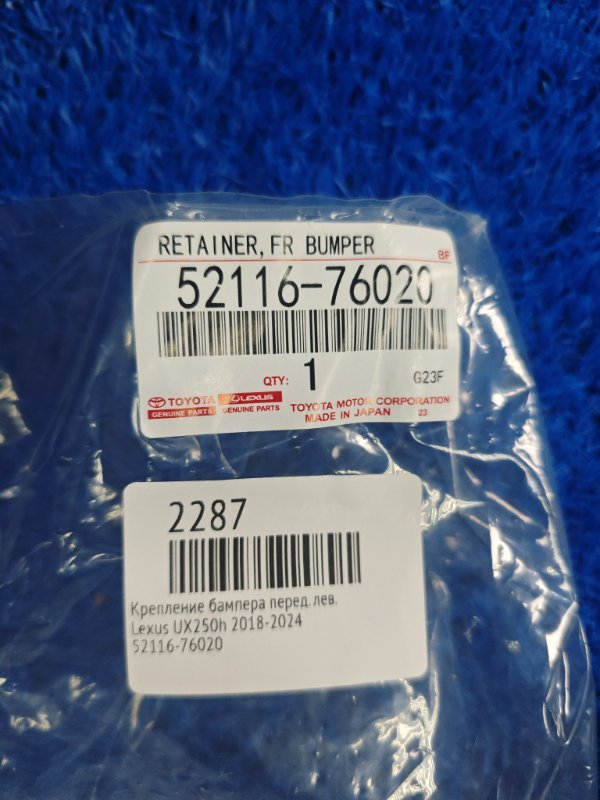 RETAINER, FR BUMPER
BF
52116-76020
QTY: 1 G23F
TOYOTA LEXUS TOYOTA MOTOR CORPORATION
GENUINE PARTS GENUINE PARTS MADE IN JAPAN 23
2287
Крепление бампера перед. лев.
Lexus UX250h 2018-2024
52116-76020